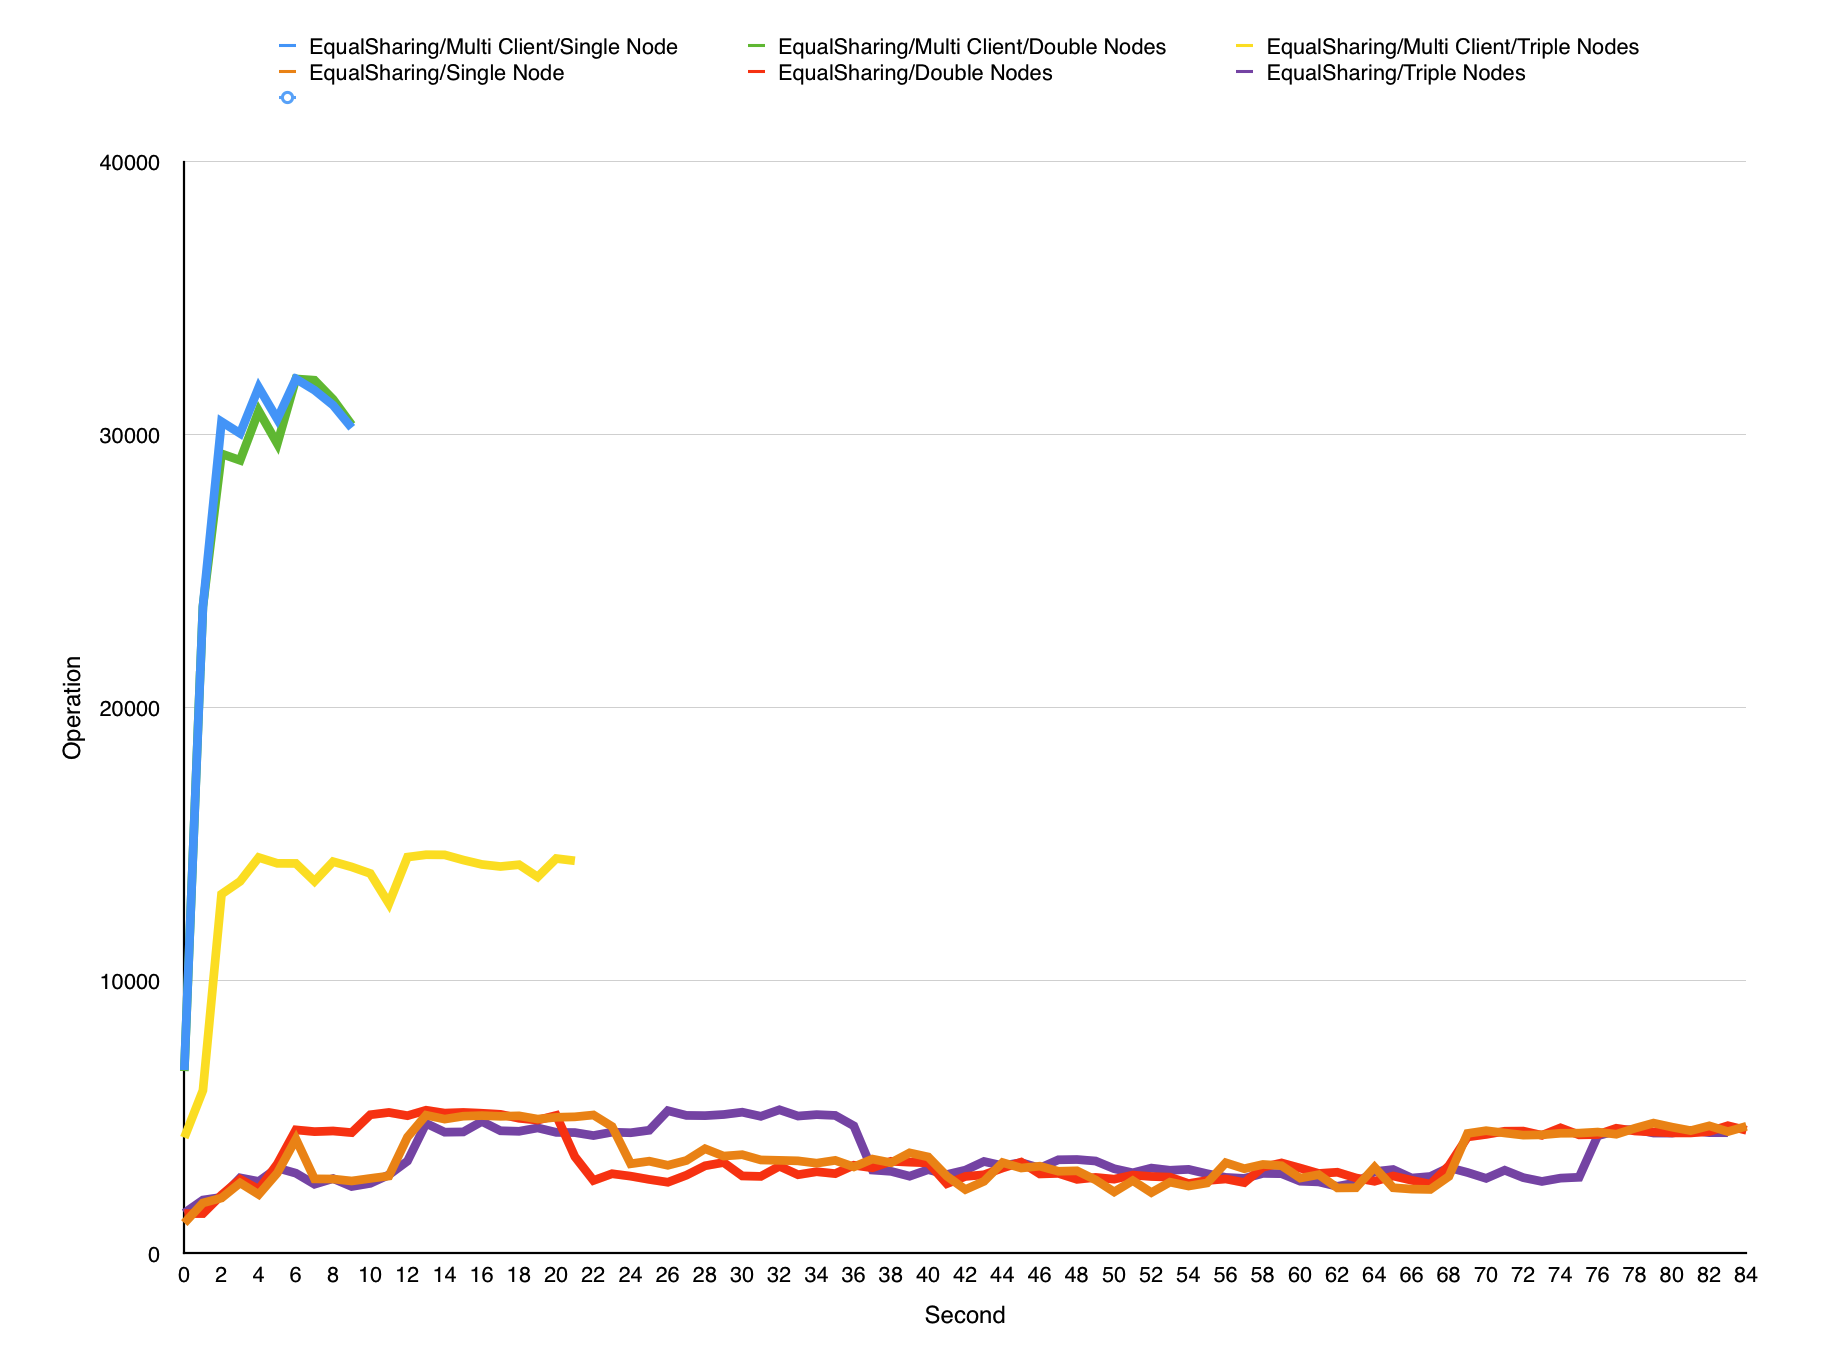 EqualSharing/Multi Client/Single Node EqualSharing/Multi Client/Double Nodes EqualSharing/Multi Client/Triple Nodes
EqualSharing/Single Node EqualSharing/Double Nodes EqualSharing/Triple Nodes
40000
30000
20000
10000
0
Operation
0 2 4 6 8 10 12 14 16 18 20 22 24 26 28 30 32 34 36 38 40 42 44 46 48 50 52 54 56 58 60 62 64 66 68 70 72 74 76 78 80 82 84
Second